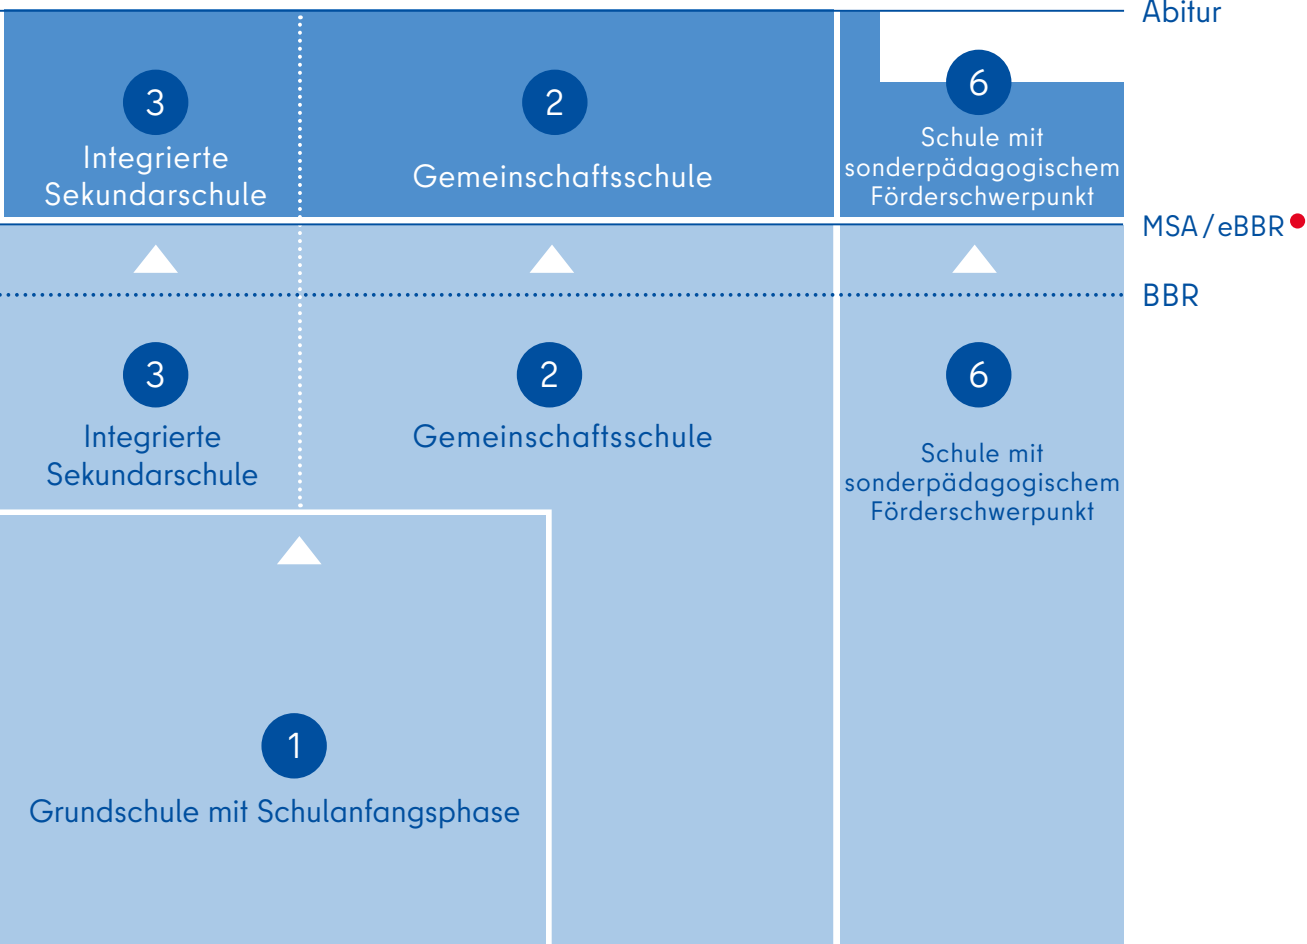 Abitur
3
Integrierte
Sekundarschule
2
Gemeinschaftsschule
6
Schule mit
sonderpädagogischem
Förderschwerpunkt
MSA/eBBR
BBR
3
Integrierte
Sekundarschule
2
Gemeinschaftsschule
6
Schule mit
sonderpädagogischem
Förderschwerpunkt
1
Grundschule mit Schulanfangsphase